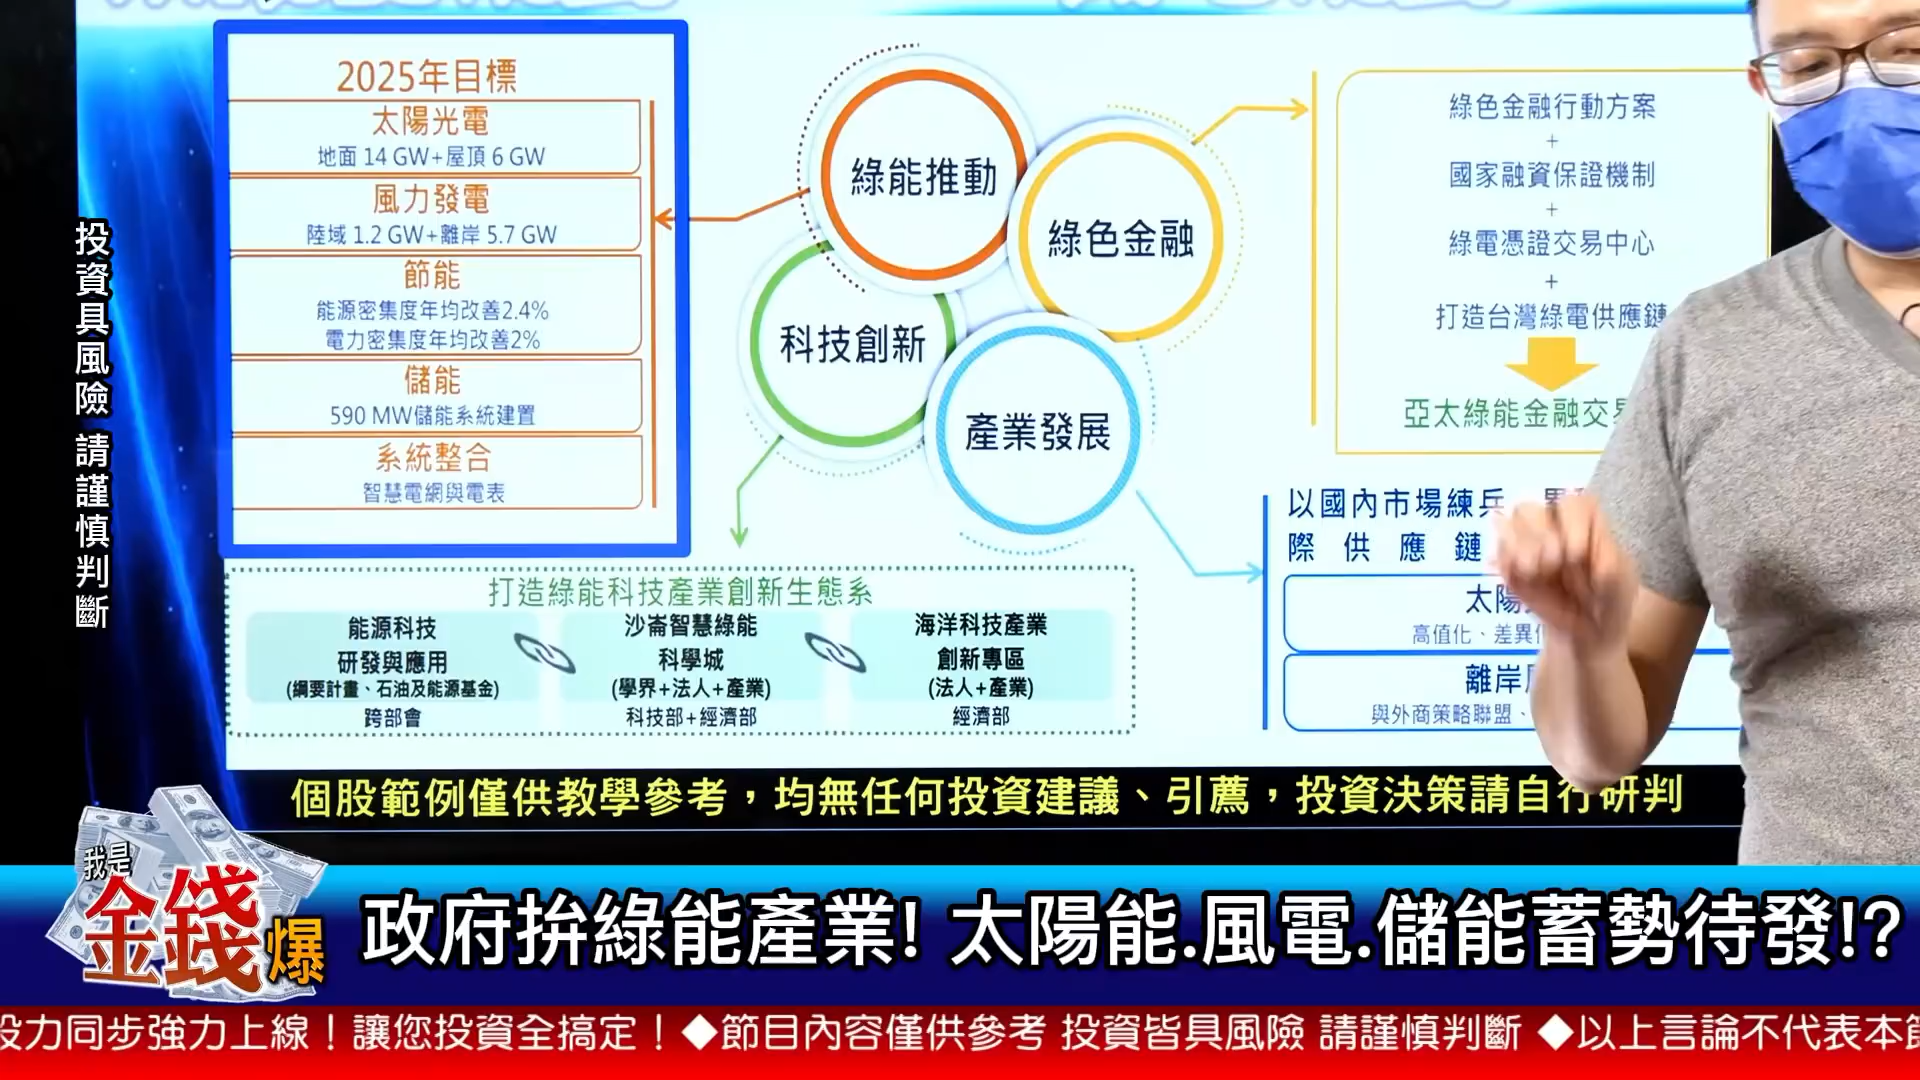 2025年目標
太陽光電
地面 14 GW+屋頂 6 GW
風力發電
陸域 1.2 GW+離岸 5.7 GW
節能
能源密集度年均改善2.4%
電力密集度年均改善2%
儲能
590 MW儲能系統建置
系統整合
智慧電網與電表
綠能推動
綠色金融
科技創新
產業發展
綠色金融行動方案
+
國家融資保證機制
+
綠電憑證交易中心
+
打造台灣綠電供應鏈
亞太綠能金融交
以國內市場練兵
際供應鏈
太陽
高值化、差異
離岸
與外商策略聯盟、
打造綠能科技產業創新生態系
能源科技
研發與應用
(綱要計畫、石油及能源基金)
跨部會
沙崙智慧綠能
科學城
(學界+法人+產業)
科技部+經濟部
海洋科技產業
創新專區
(法人+產業)
經濟部
投資具風險 請謹慎判斷
個股範例僅供教學參考，均無任何投資建議、引薦，投資決策請自行研判
我是
金錢爆
政府拚綠能產業! 太陽能.風電.儲能蓄勢待發!?
投力同步強力上線！讓您投資全搞定！◆節目內容僅供參考 投資皆具風險 請謹慎判斷 ◆以上言論不代表本節